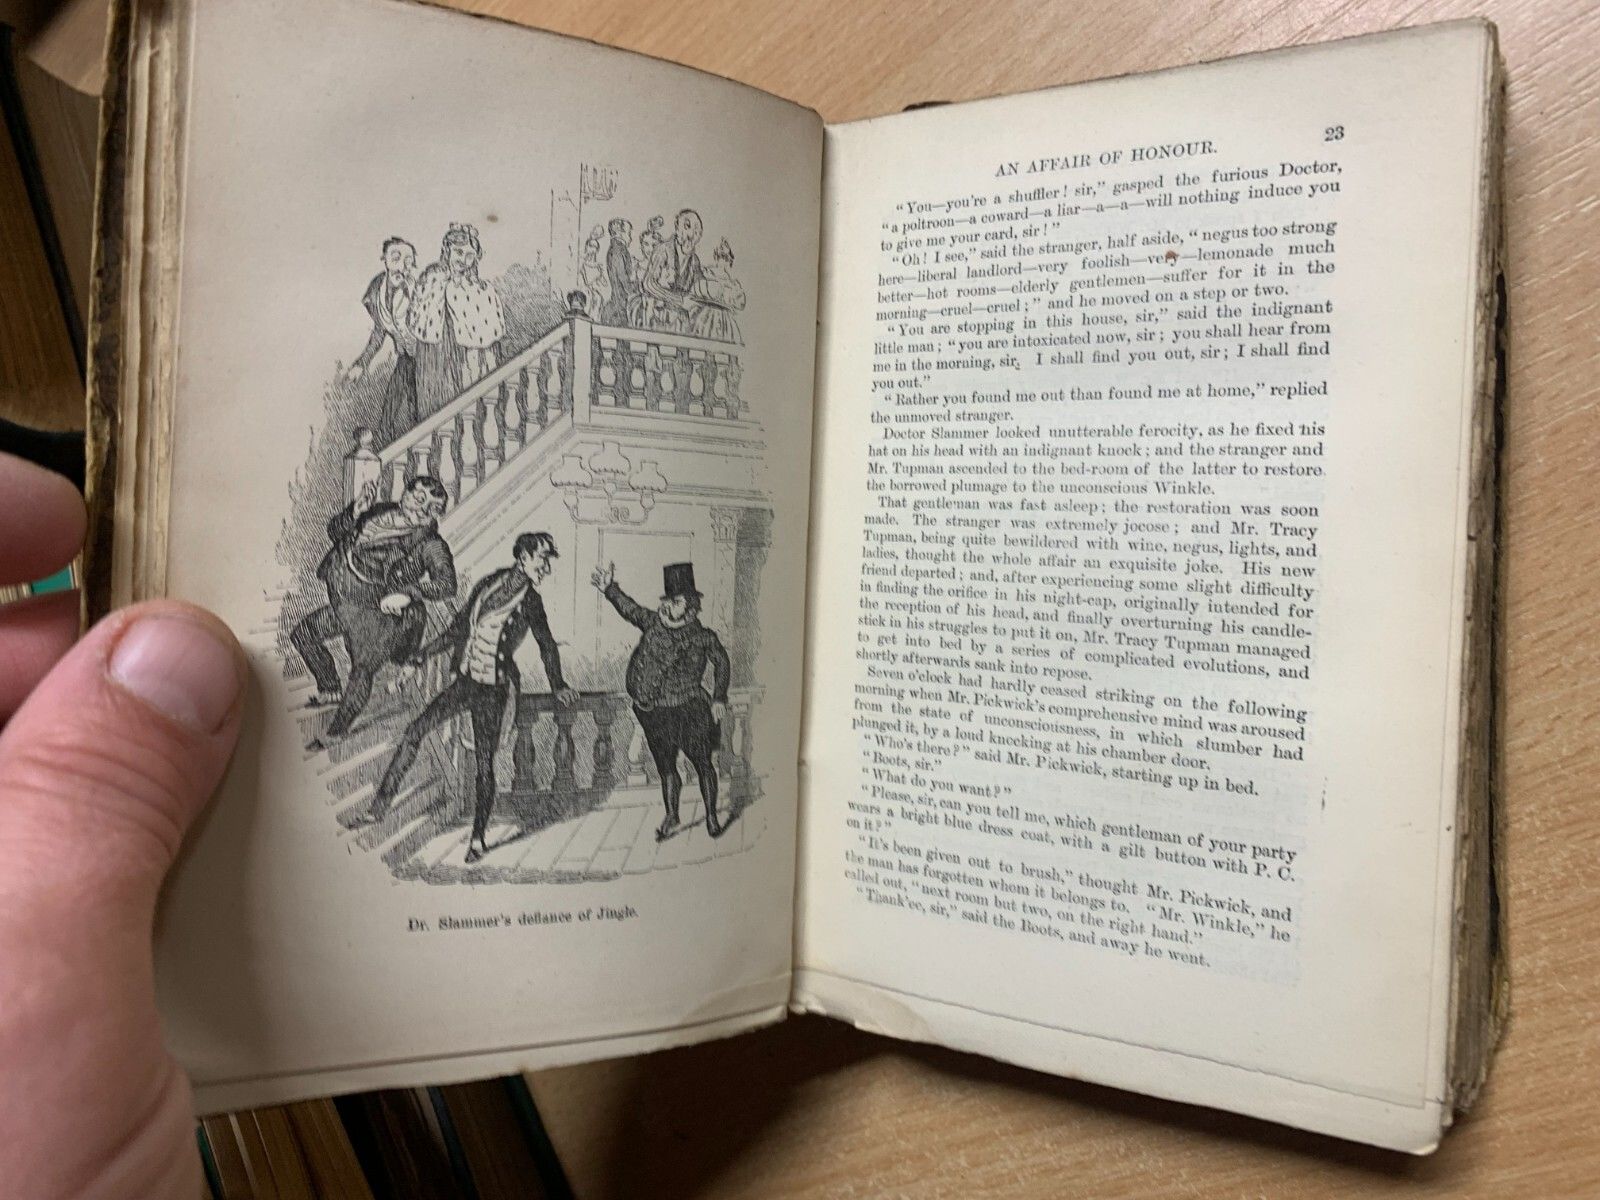 Dr. Slammer's defiance of Jingle.
AN AFFAIR OF HONOUR.
23
"You—you're a shuffler! sir," gasped the furious Doctor,
"a poltroon—a coward—a liar—a—a—will nothing induce you
to give me your card, sir!"
"Oh! I see," said the stranger, half aside, "negus too strong
here—liberal landlord—very foolish—very—lemonade much
better—hot rooms—elderly gentlemen—suffer for it in the
morning—cruel—cruel;" and he moved on a step or two.
"You are stopping in this house, sir," said the indignant
little man; "you are intoxicated now, sir; you shall hear from
me in the morning, sir. I shall find you out, sir; I shall find
you out."
"Rather you found me out than found me at home," replied
the unmoved stranger.
Doctor Slammer looked unutterable ferocity, as he fixed his
hat on his head with an indignant knock; and the stranger and
Mr. Tupman ascended to the bed-room of the latter to restore
the borrowed plumage to the unconscious Winkle.
That gentleman was fast asleep; the restoration was soon
made. The stranger was extremely jocose; and Mr. Tracy
Tupman, being quite bewildered with wine, negus, lights, and
ladies, thought the whole affair an exquisite joke. His new
friend departed; and, after experiencing some slight difficulty
in finding the orifice in his night-cap, originally intended for
the reception of his head, and finally overturning his candle-
stick in his struggles to put it on, Mr. Tracy Tupman managed
to get into bed by a series of complicated evolutions, and
shortly afterwards sank into repose.
Seven o'clock had hardly ceased striking on the following
morning when Mr. Pickwick's comprehensive mind was aroused
from the state of unconsciousness, in which slumber had
plunged it, by a loud knocking at his chamber door.
"Who's there?" said Mr. Pickwick, starting up in bed.
"Boots, sir."
"What do you want?"
"Please, sir, can you tell me, which gentleman of your party
wears a bright blue dress coat, with a gilt button with P. C.
on it?"
"It's been given out to brush," thought Mr. Pickwick, and
the man has forgotten whom it belongs to. "Mr. Winkle," he
called out, "next room but two, on the right hand."
"Thank'ee, sir," said the Boots, and away he went.